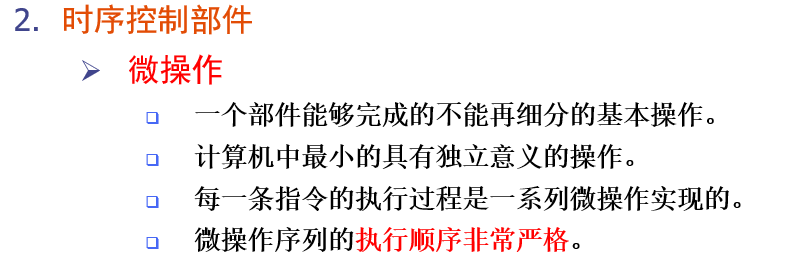 2. 时序控制部件
微操作
一个部件能够完成的不能再细分的基本操作。
计算机中最小的具有独立意义的操作。
每一条指令的执行过程是一系列微操作实现的。
微操作序列的执行顺序非常严格。